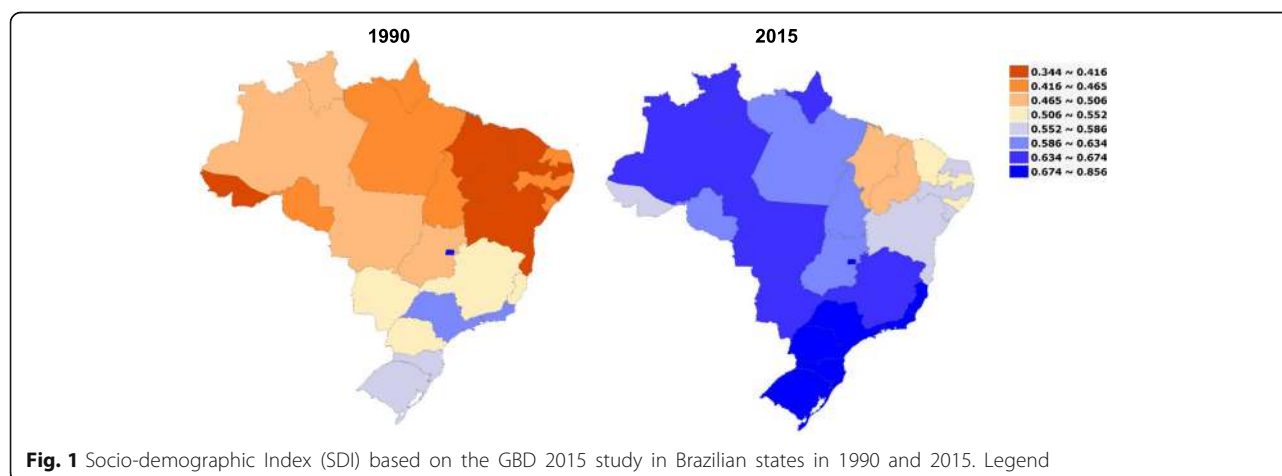 1990
2015
0.344 ~ 0.416
0.416 ~ 0.465
0.465 ~ 0.506
0.506 ~ 0.552
0.552 ~ 0.586
0.586 ~ 0.634
0.634 ~ 0.674
0.674 ~ 0.856
Fig. 1 Socio-demographic Index (SDI) based on the GBD 2015 study in Brazilian states in 1990 and 2015. Legend